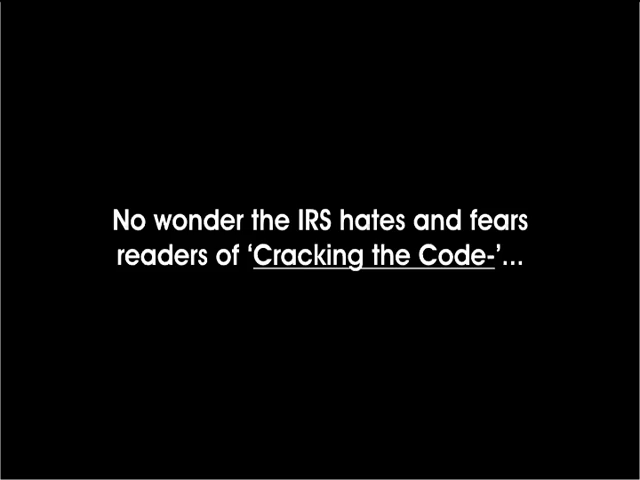 No wonder the IRS hates and fears
readers of ‘Cracking the Code-’...